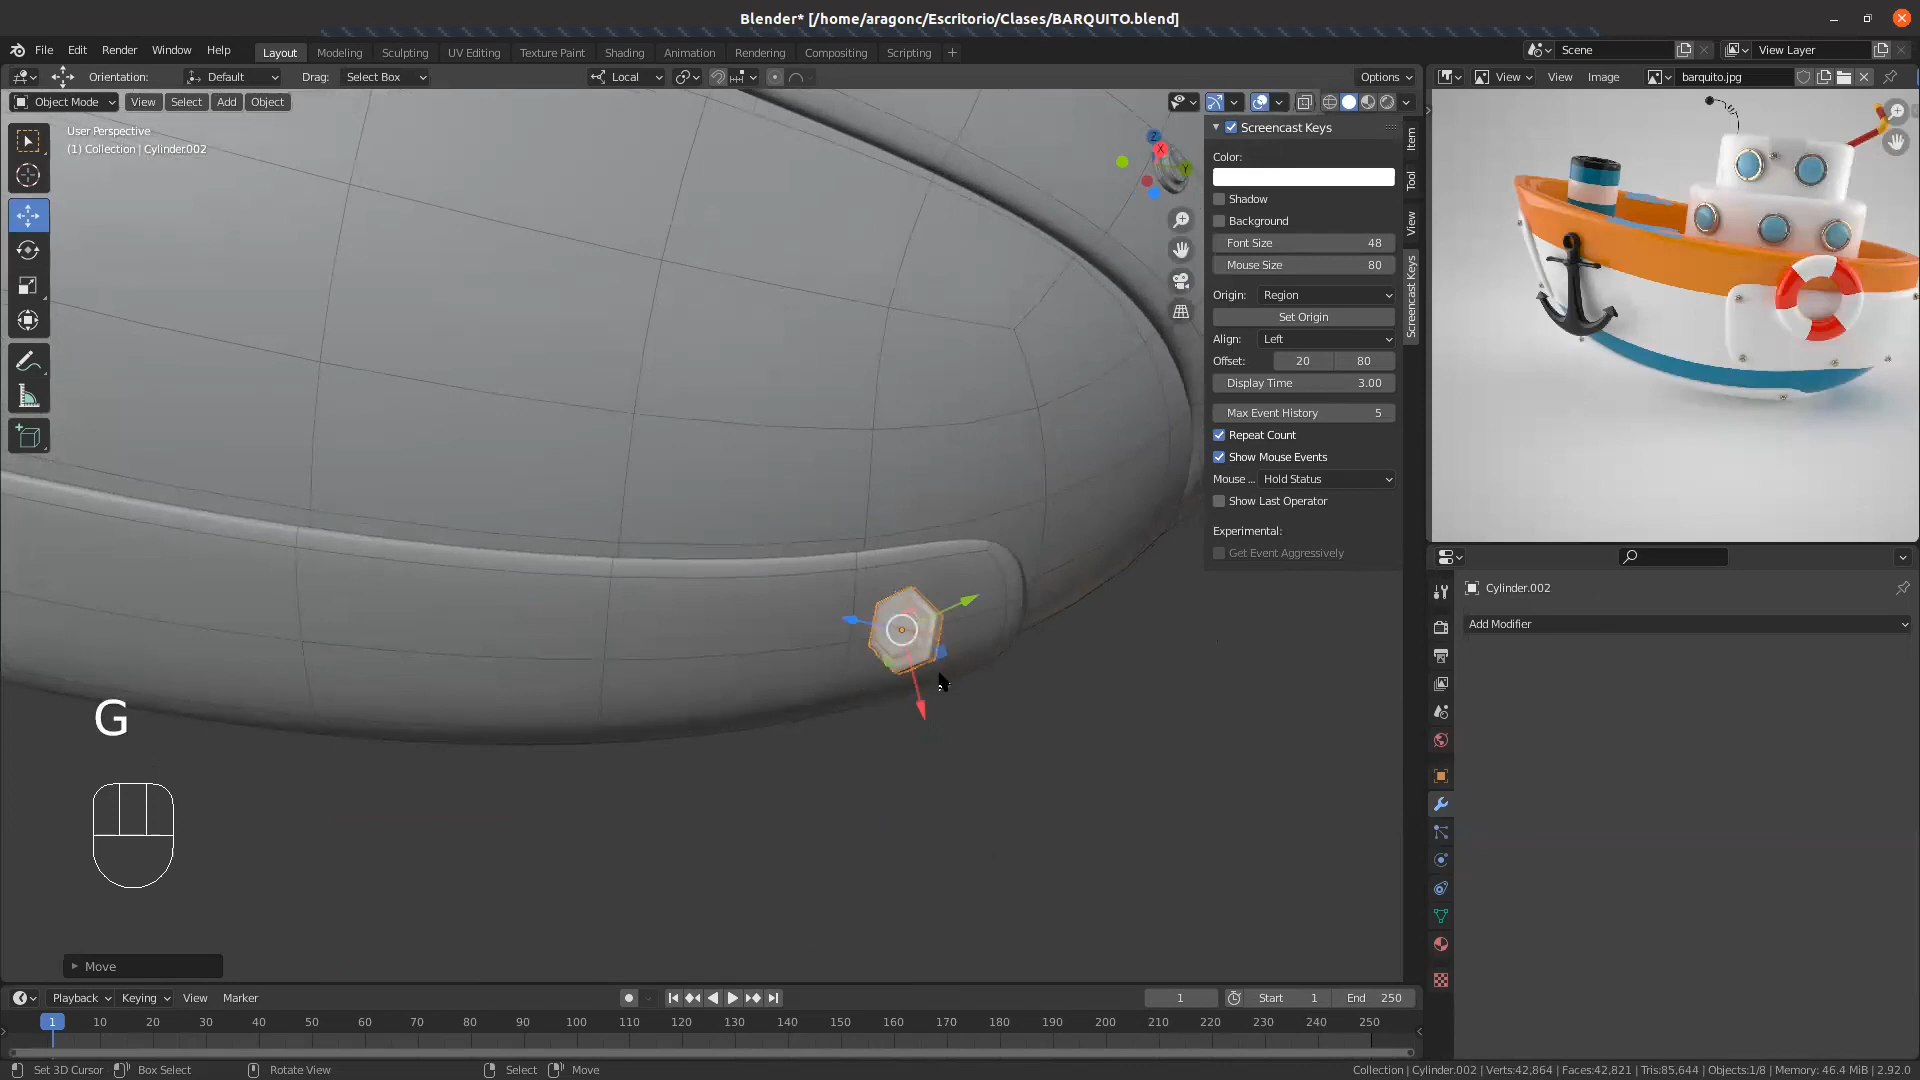 Blender* [/home/aragonc/Escritorio/Clases/BARQUITO.blend]
File Edit Render Window Help Layout Modeling Sculpting UV Editing Texture Paint Shading Animation Rendering Compositing Scripting + Scene View Layer
Orientation: Default Drag: Select Box Local Options View View Image barquito.jpg
Object Mode View Select Add Object
User Perspective
(1) Collection | Cylinder.002
Screencast Keys
Color:
Shadow
Background
Font Size 48
Mouse Size 80
Origin: Region
Set Origin
Align: Left
Offset: 20 80
Display Time 3.00
Max Event History 5
Repeat Count
Show Mouse Events
Mouse ... Hold Status
Show Last Operator
Experimental:
Get Event Aggressively
Item
Tool
View
Screencast Keys
Z
X
Y
Cylinder.002
Add Modifier
G
Move
Playback Keying View Marker 1 Start 1 End 250
1 10 20 30 40 50 60 70 80 90 100 110 120 130 140 150 160 170 180 190 200 210 220 230 240 250
Set 3D Cursor Box Select Rotate View Select Move Collection | Cylinder.002 | Verts:42,864 | Faces:42,821 | Tris:85,644 | Objects:1/8 | Memory: 46.4 MiB | 2.92.0